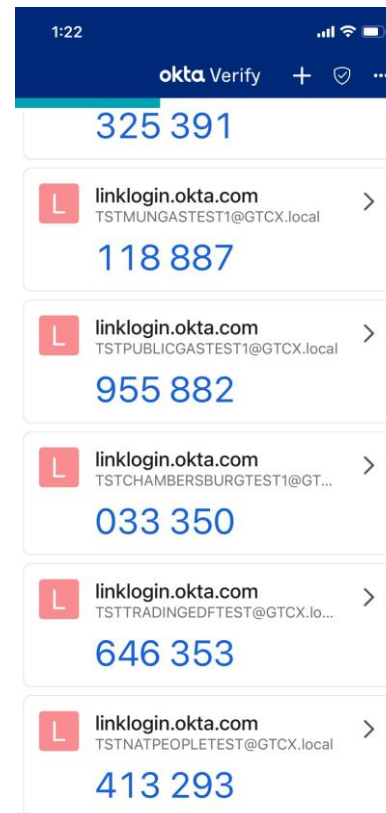 1:22
okta Verify
325 391
L
linklogin.okta.com
TSTMUNGASTEST1@GTCX.local
118 887
L
linklogin.okta.com
TSTPUBLICGASTEST1@GTCX.local
955 882
L
linklogin.okta.com
TSTCHAMBERSBURGTEST1@GT...
033 350
L
linklogin.okta.com
TSTTRADINGEDFTEST@GTCX.lo...
646 353
L
linklogin.okta.com
TSTNATPEOPLETEST@GTCX.local
413 293